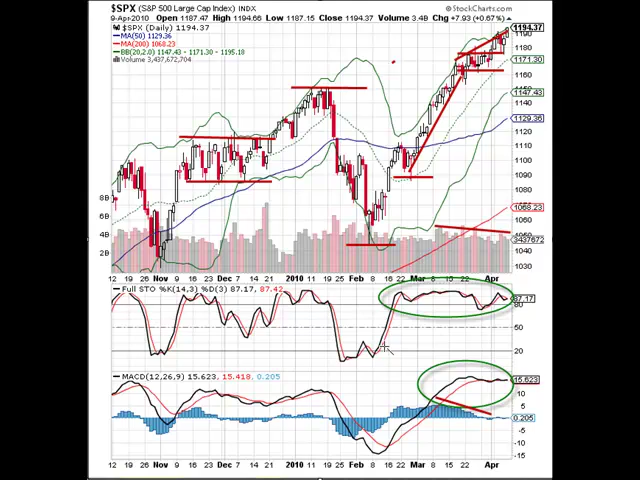 $SPX (S&P 500 Large Cap Index) INDX
© StockCharts.com
9-Apr-2010 Open 1187.47 High 1194.66 Low 1187.15 Close 1194.37 Volume 3.4B Chg +7.93 (+0.67%)
$SPX (Daily) 1194.37
MA(50) 1129.36
MA(200) 1068.23
BB(20,2.0) 1147.43 - 1171.30 - 1195.18
Volume 3,437,672,704
1194.37
1190
1180
1171.30
1160
1150
1147.43
1140
1129.36
1120
1110
1100
1090
1080
1068.23
1060
1050
3437672
1040
1030
80
60
40
20
12 19 26 Nov 9 16 23 Dec 7 14 21 2010 11 19 25 Feb 8 16 22 Mar 8 15 22 Apr
Full STO %K(14,3) %D(3) 87.17, 87.42
87.17
80
50
20
MACD(12,26,9) 15.623, 15.418, 0.205
15.623
10
5
0.205
-5
-10
-15
12 19 26 Nov 9 16 23 Dec 7 14 21 2010 11 19 25 Feb 8 16 22 Mar 8 15 22 Apr